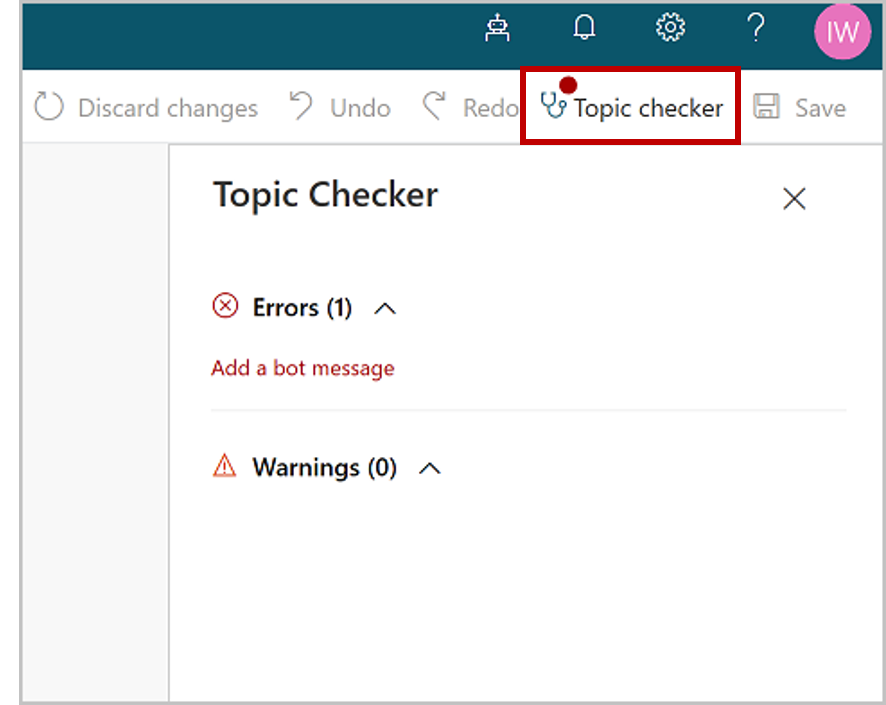 IW
Discard changes Undo Redo Topic checker Save
Topic Checker
Errors (1)
Add a bot message
Warnings (0)